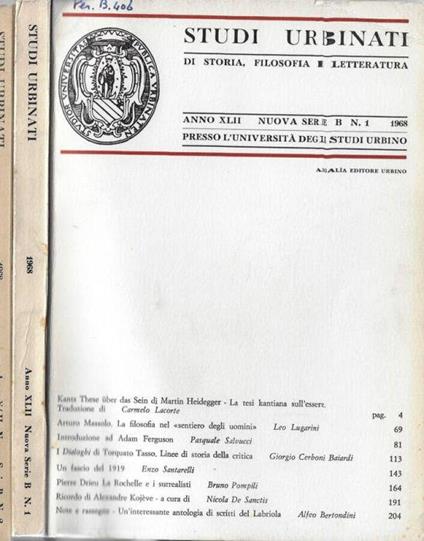 Per. B. 406
STUDI URBINATI
DI STORIA, FILOSOFIA E LETTERATURA
ANNO XLII NUOVA SERIE B N. 1 1968
PRESSO L'UNIVERSITÀ DEGLI STUDI URBINO
ARGALÌA EDITORE URBINO
Kants These über das Sein di Martin Heidegger - La tesi kantiana sull'essere.
Traduzione di Carmelo Lacorte pag. 4
Arturo Massolo. La filosofia nel «sentiero degli uomini» Leo Lugarini 69
Introduzione ad Adam Ferguson Pasquale Salvucci 81
I Dialoghi di Torquato Tasso, Linee di storia della critica Giorgio Cerboni Baiardi 113
Un fascio del 1919 Enzo Santarelli 143
Pierre Drieu La Rochelle e i surrealisti Bruno Pompili 164
Ricordo di Alexandre Kojève - a cura di Nicola De Sanctis 191
Note e rassegne - Un'interessante antologia di scritti del Labriola Alfeo Bertondini 204
STUDI URBINATI
1968
Anno XLII Nuova Serie B N. 1
STUDI URBINATI